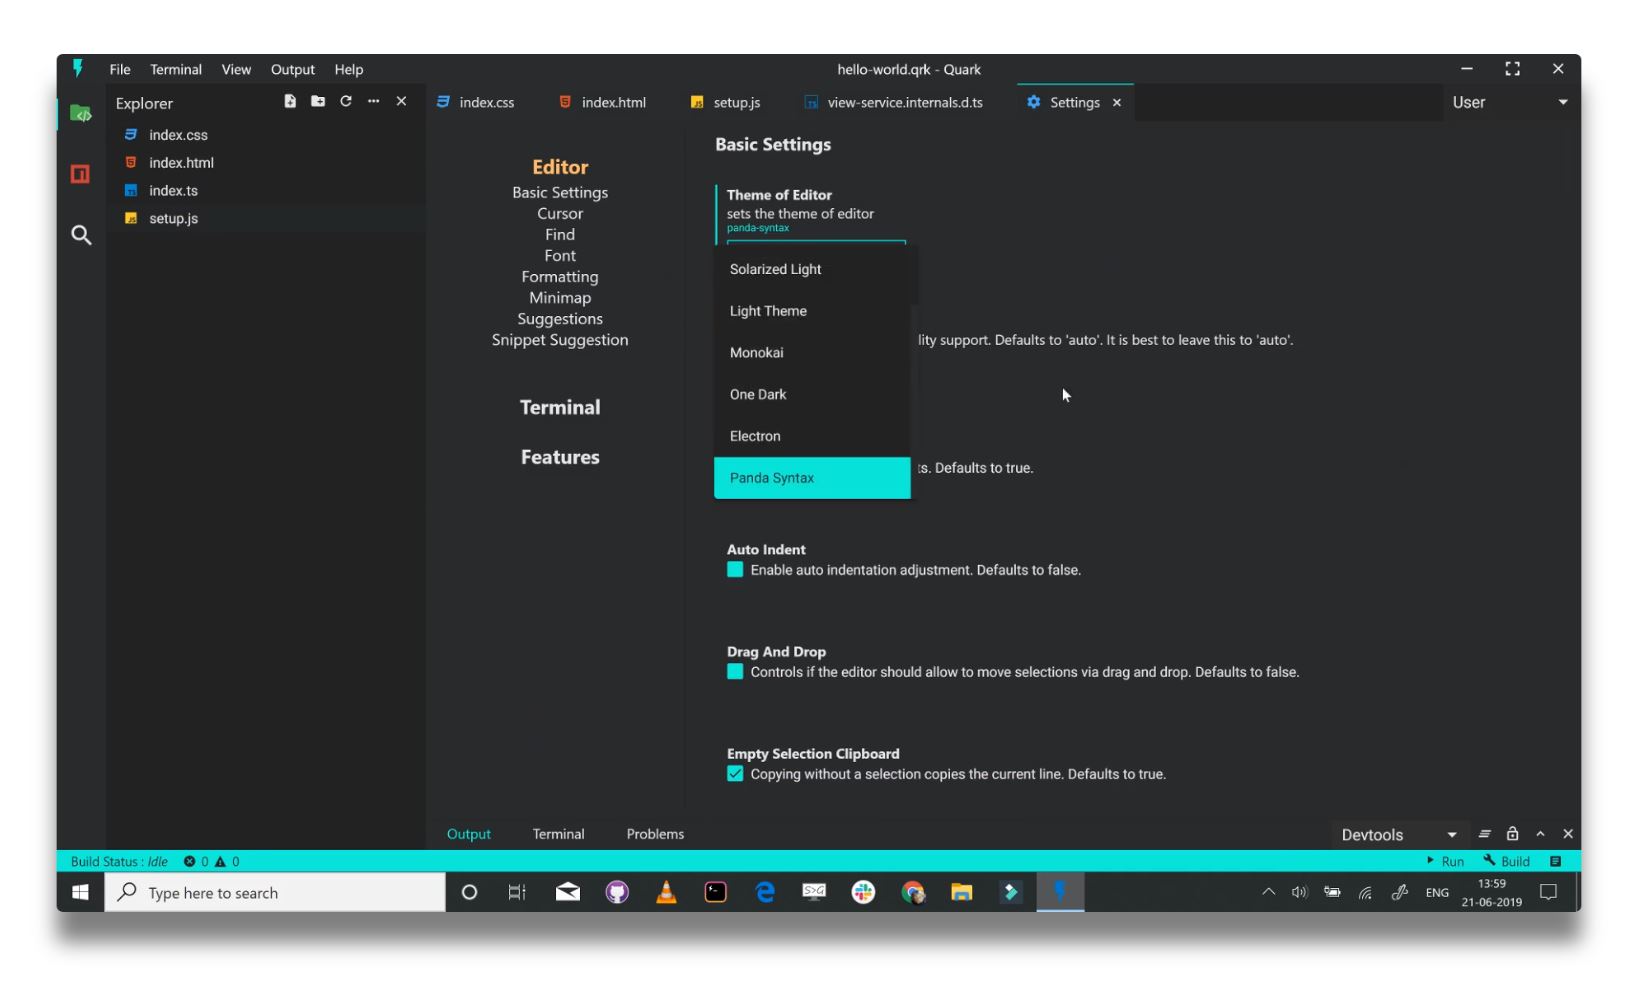 File Terminal View Output Help
hello-world.qrk - Quark
Explorer
index.css index.html setup.js view-service.internals.d.ts Settings
User
index.css
index.html
index.ts
setup.js
Editor
Basic Settings
Cursor
Find
Font
Formatting
Minimap
Suggestions
Snippet Suggestion
Terminal
Features
Basic Settings
Theme of Editor
sets the theme of editor
panda-syntax
Solarized Light
Light Theme
Monokai
One Dark
Electron
Panda Syntax
lity support. Defaults to 'auto'. It is best to leave this to 'auto'.
ts. Defaults to true.
Auto Indent
Enable auto indentation adjustment. Defaults to false.
Drag And Drop
Controls if the editor should allow to move selections via drag and drop. Defaults to false.
Empty Selection Clipboard
Copying without a selection copies the current line. Defaults to true.
Output Terminal Problems
Devtools
Build Status : Idle 0 0
Run Build
Type here to search
ENG
13:59
21-06-2019